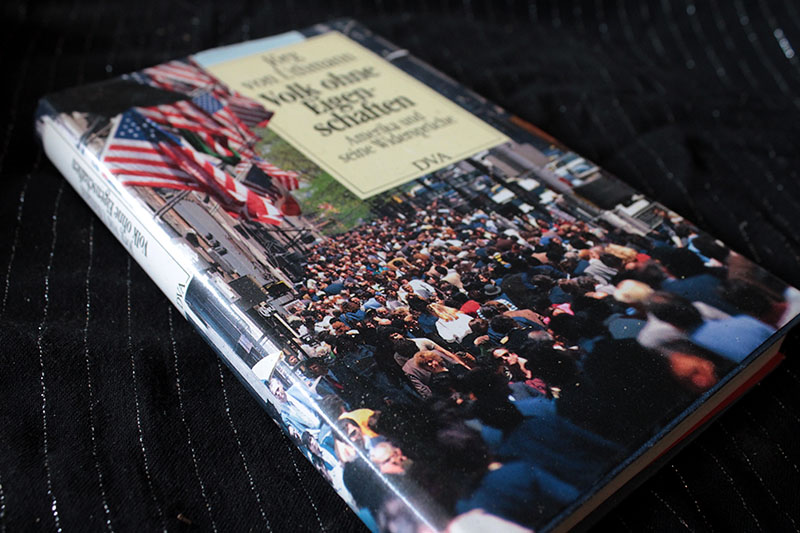 Jörg
von Uthmann
Volk ohne
Eigen-
schaften
Amerika und
seine Widersprüche
DVA
Volk ohne Eigenschaften
DVA